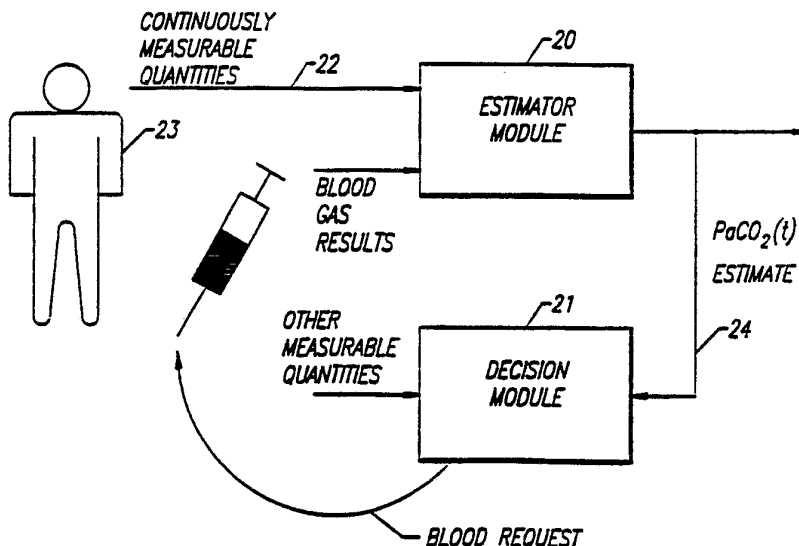 CONTINUOUSLY
MEASURABLE
QUANTITIES
22
20
ESTIMATOR
MODULE
23
BLOOD
GAS
RESULTS
PaCO₂(t)
ESTIMATE
24
OTHER
MEASURABLE
QUANTITIES
21
DECISION
MODULE
BLOOD REQUEST